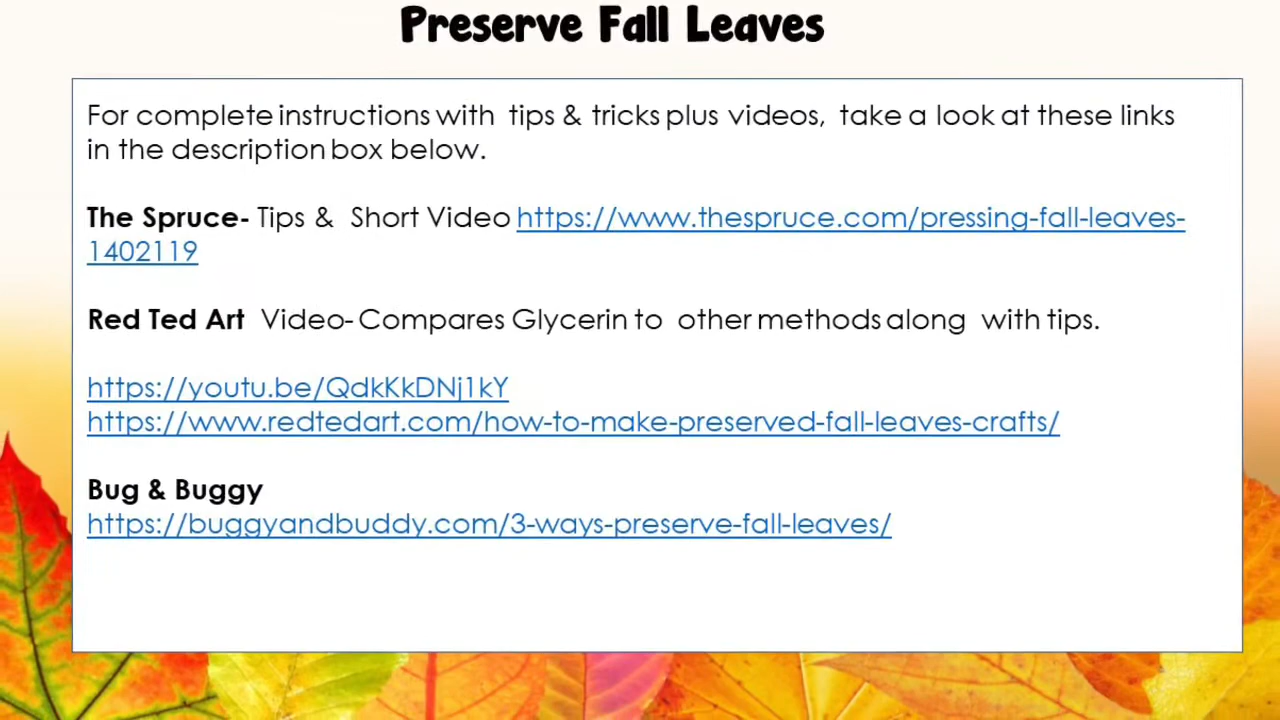 Preserve Fall Leaves
For complete instructions with tips & tricks plus videos, take a look at these links
in the description box below.
The Spruce- Tips & Short Video https://www.thespruce.com/pressing-fall-leaves-
1402119
Red Ted Art Video- Compares Glycerin to other methods along with tips.
https://youtu.be/QdkKkDNj1kY
https://www.redtedart.com/how-to-make-preserved-fall-leaves-crafts/
Bug & Buggy
https://buggyandbuddy.com/3-ways-preserve-fall-leaves/